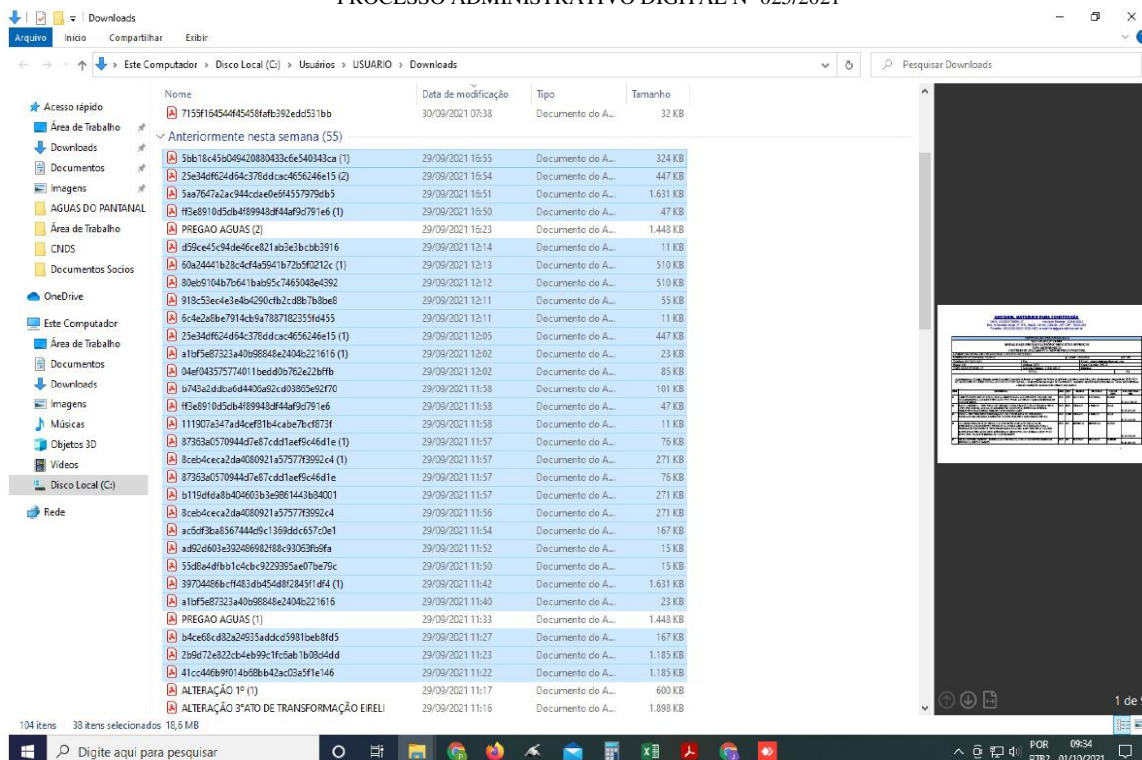 PROCESSO ADMINISTRATIVO DIGITAL Nº 025/2021
Downloads
Arquivo Início Compartilhar Exibir
Este Computador > Disco Local (C:) > Usuários > USUARIO > Downloads
Pesquisar Downloads
Nome Data de modificação Tipo Tamanho
7155f164544f45458fafb392edd531bb 30/09/2021 07:38 Documento do A... 32 KB
Anteriormente nesta semana (55)
5bb18c45b049420880433c6e540343ca (1) 29/09/2021 16:55 Documento do A... 324 KB
25e34df624d64c378ddcac4656246e15 (2) 29/09/2021 16:54 Documento do A... 447 KB
5aa7647a2ac944ccdae0e6f4557979db5 29/09/2021 16:51 Documento do A... 1.631 KB
ff3e8910d5db4f89948df44af9d791e6 (1) 29/09/2021 16:50 Documento do A... 47 KB
PREGAO AGUAS (2) 29/09/2021 16:23 Documento do A... 1.448 KB
d59ce45c94de46ce821ab3e3bcbb3916 29/09/2021 12:14 Documento do A... 11 KB
60a24441b28c4cf4a5941b72b5f0212c (1) 29/09/2021 12:13 Documento do A... 510 KB
80eb9104b7b641bab95c7465048e4392 29/09/2021 12:12 Documento do A... 510 KB
918c53ec4e3e4b4290cfb2cd8b7b8be8 29/09/2021 12:11 Documento do A... 55 KB
6c4e2a8be7914cb9a7887182355fd455 29/09/2021 12:11 Documento do A... 11 KB
25e34df624d64c378ddcac4656246e15 (1) 29/09/2021 12:05 Documento do A... 447 KB
a1bf5e87323a40b98848e2404b221616 (1) 29/09/2021 12:02 Documento do A... 23 KB
04ef043575774011bedd0b762e22bffb 29/09/2021 12:02 Documento do A... 85 KB
b743a2ddba6d4406a92cd03865e92f70 29/09/2021 11:58 Documento do A... 101 KB
ff3e8910d5db4f89948df44af9d791e6 29/09/2021 11:58 Documento do A... 47 KB
111907a347ad4cef81b4cabe7bcf873f 29/09/2021 11:58 Documento do A... 11 KB
87363a0570944d7e87cdd1aef9c46d1e (1) 29/09/2021 11:57 Documento do A... 76 KB
8ceb4ceca2da4080921a57577f3992c4 (1) 29/09/2021 11:57 Documento do A... 271 KB
87363a0570944d7e87cdd1aef9c46d1e 29/09/2021 11:57 Documento do A... 76 KB
b119dfda8b404603b3e9861443b84001 29/09/2021 11:57 Documento do A... 271 KB
8ceb4ceca2da4080921a57577f3992c4 29/09/2021 11:56 Documento do A... 271 KB
ac6df3ba8567444d9c1369ddc657c0e1 29/09/2021 11:54 Documento do A... 167 KB
ad92d603e392486982f88c93063fb9fa 29/09/2021 11:52 Documento do A... 15 KB
55d8a4dfbb1c4cbc9229395ae07be79c 29/09/2021 11:50 Documento do A... 15 KB
39704486bcff483db454d8f2845f1df4 (1) 29/09/2021 11:42 Documento do A... 1.631 KB
a1bf5e87323a40b98848e2404b221616 29/09/2021 11:40 Documento do A... 23 KB
PREGAO AGUAS (1) 29/09/2021 11:33 Documento do A... 1.448 KB
b4ce68cd82a24935addcd5981beb8fd5 29/09/2021 11:27 Documento do A... 167 KB
2b9d72e822cb4eb99c1fc6ab1b08d4dd 29/09/2021 11:23 Documento do A... 1.185 KB
41cc446b9f014b68bb42ac03a5f1e146 29/09/2021 11:22 Documento do A... 1.185 KB
ALTERAÇÃO 1º (1) 29/09/2021 11:17 Documento do A... 600 KB
ALTERAÇÃO 3°ATO DE TRANSFORMAÇÃO EIRELI 29/09/2021 11:16 Documento do A... 1.898 KB
Acesso rápido
Área de Trabalho
Downloads
Documentos
Imagens
AGUAS DO PANTANAL
Área de Trabalho
CNDS
Documentos Socios
OneDrive
Este Computador
Área de Trabalho
Documentos
Downloads
Imagens
Músicas
Objetos 3D
Vídeos
Disco Local (C:)
Rede
1 de
104 itens 38 itens selecionados 18,6 MB
Digite aqui para pesquisar
POR 09:34
PTB2 01/10/2021